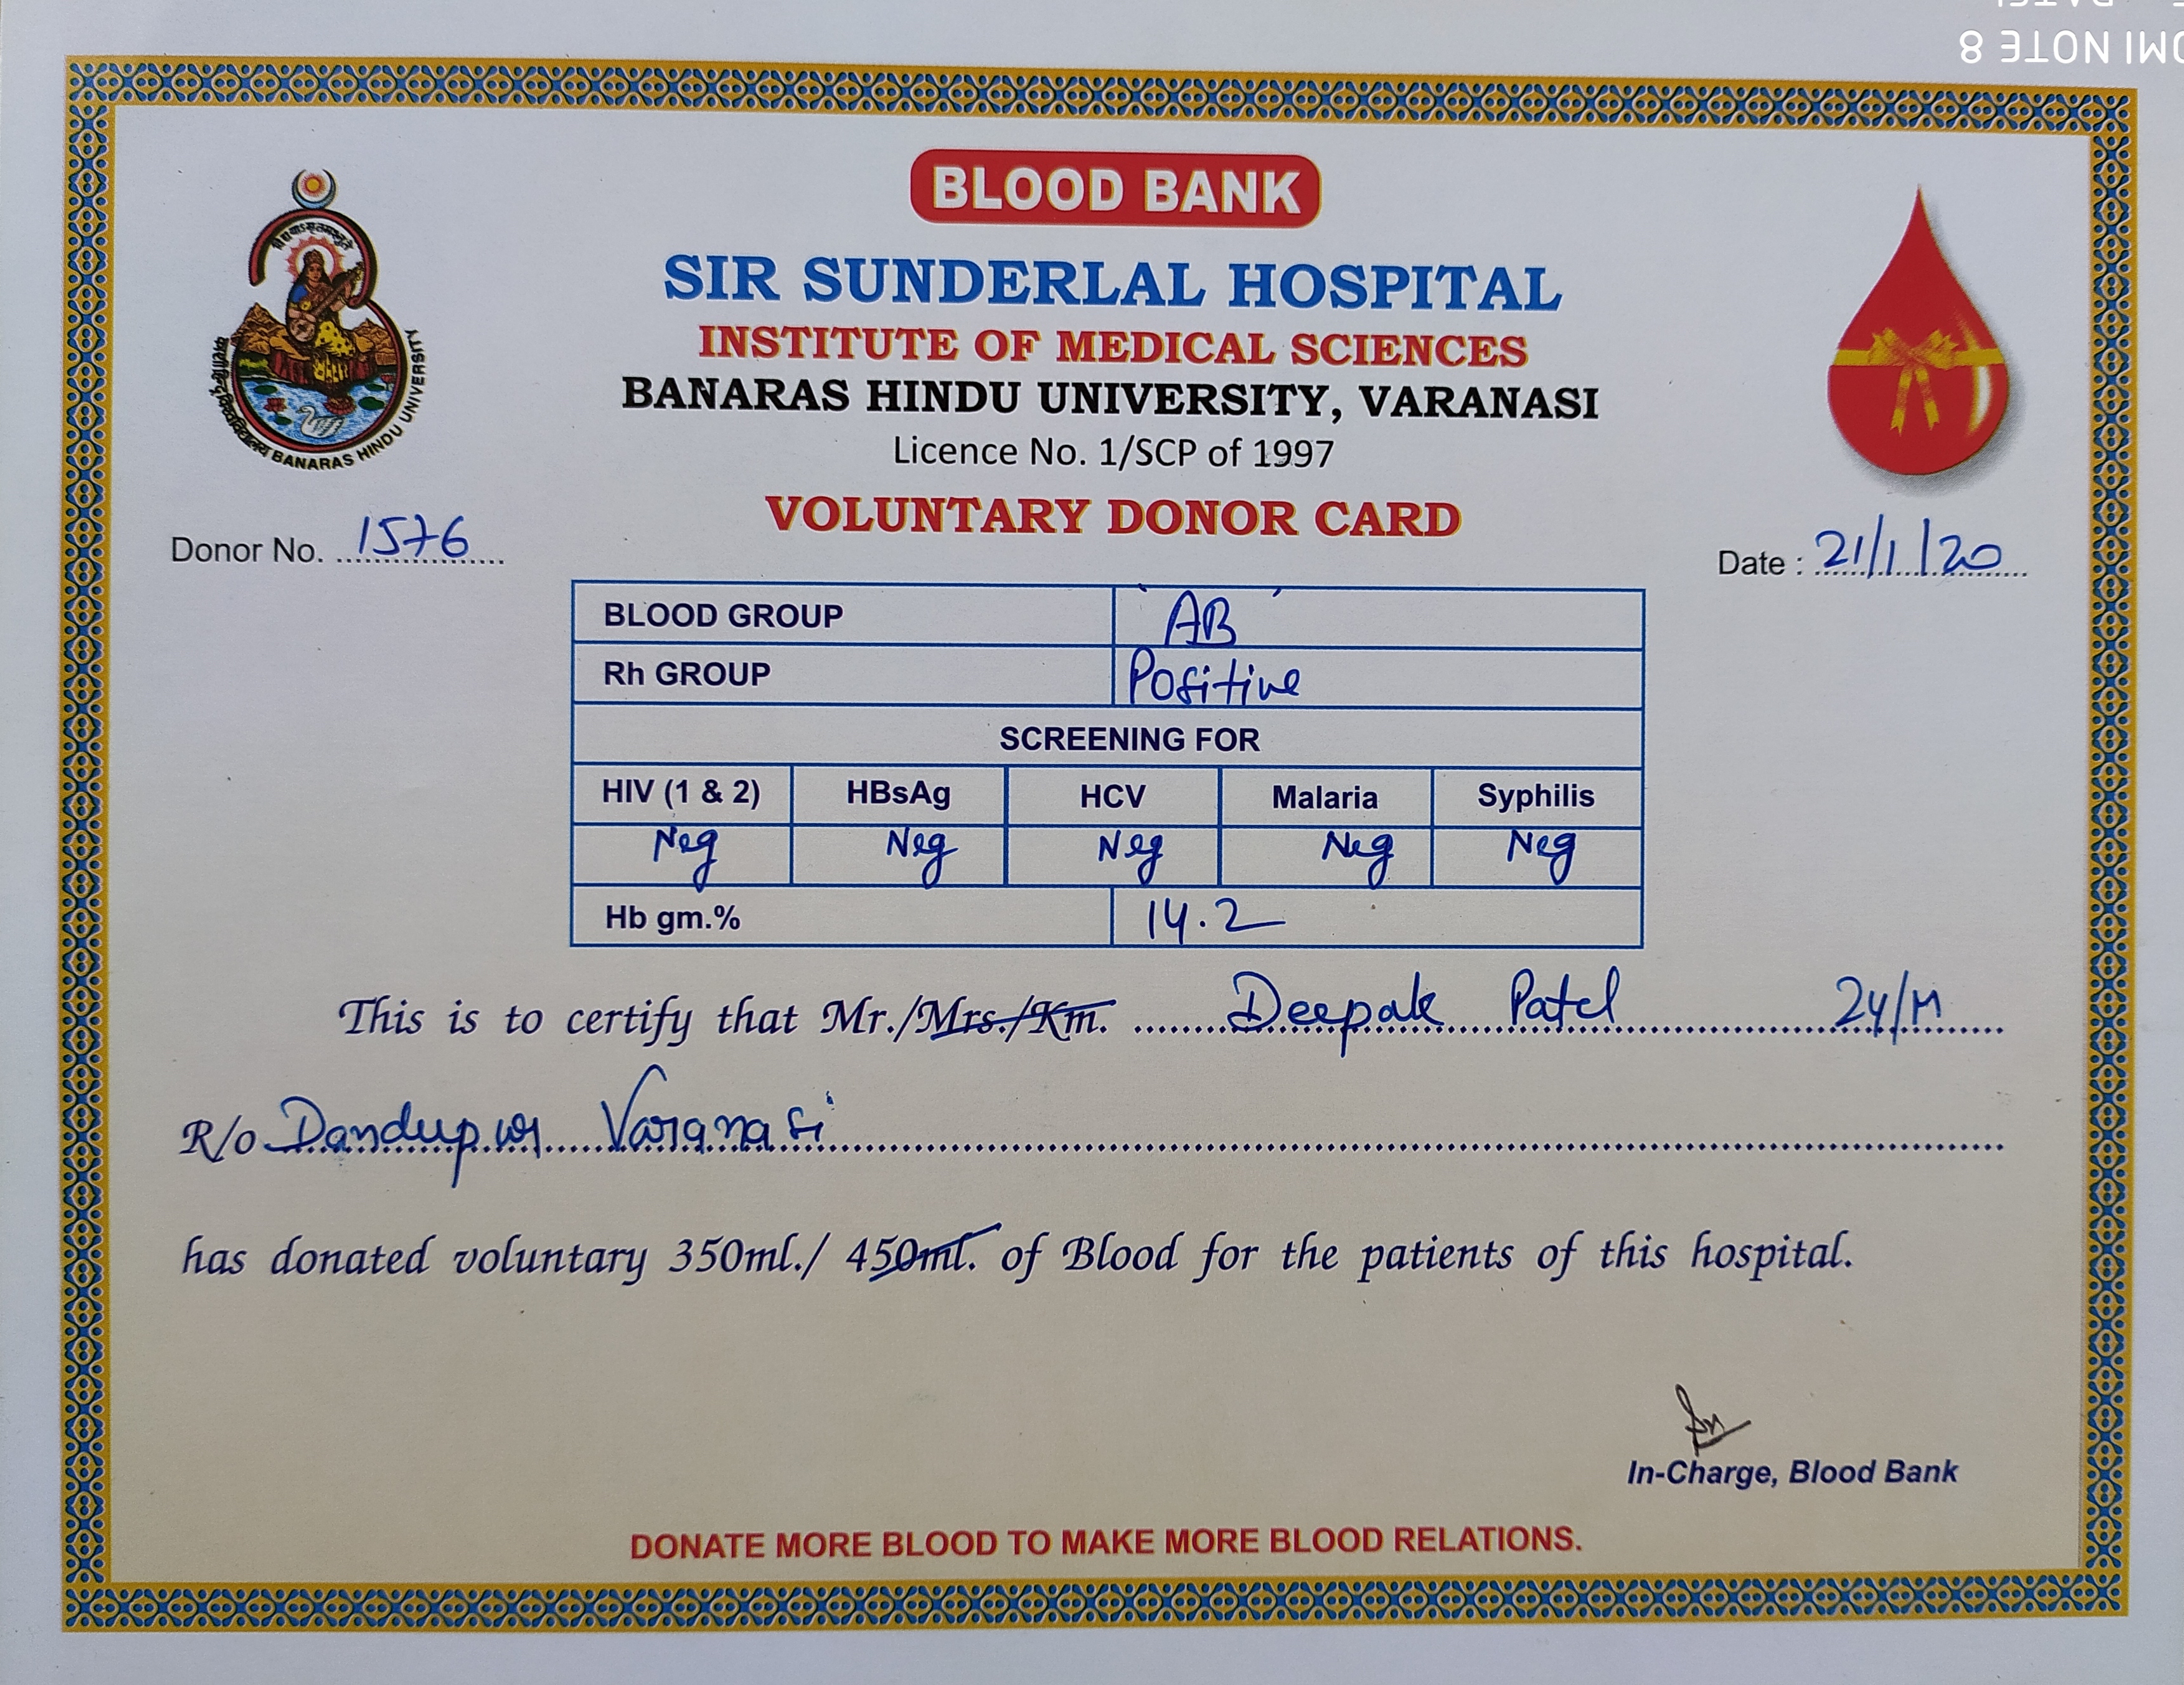 OMI NOTE 8
BLOOD BANK
SIR SUNDERLAL HOSPITAL
INSTITUTE OF MEDICAL SCIENCES
BANARAS HINDU UNIVERSITY, VARANASI
Licence No. 1/SCP of 1997
BANARAS HINDU UNIVERSITY
VOLUNTARY DONOR CARD
Donor No. 1576 Date : 21/1/20
BLOOD GROUP AB
Rh GROUP Positive
SCREENING FOR
HIV (1 & 2) HBsAg HCV Malaria Syphilis
Neg Neg Neg Neg Neg
Hb gm.% 14.2
This is to certify that Mr./Mrs./Km. Deepak Patel 24/M
R/o Dandupur Varanasi
has donated voluntary 350ml./ 450ml. of Blood for the patients of this hospital.
In-Charge, Blood Bank
DONATE MORE BLOOD TO MAKE MORE BLOOD RELATIONS.